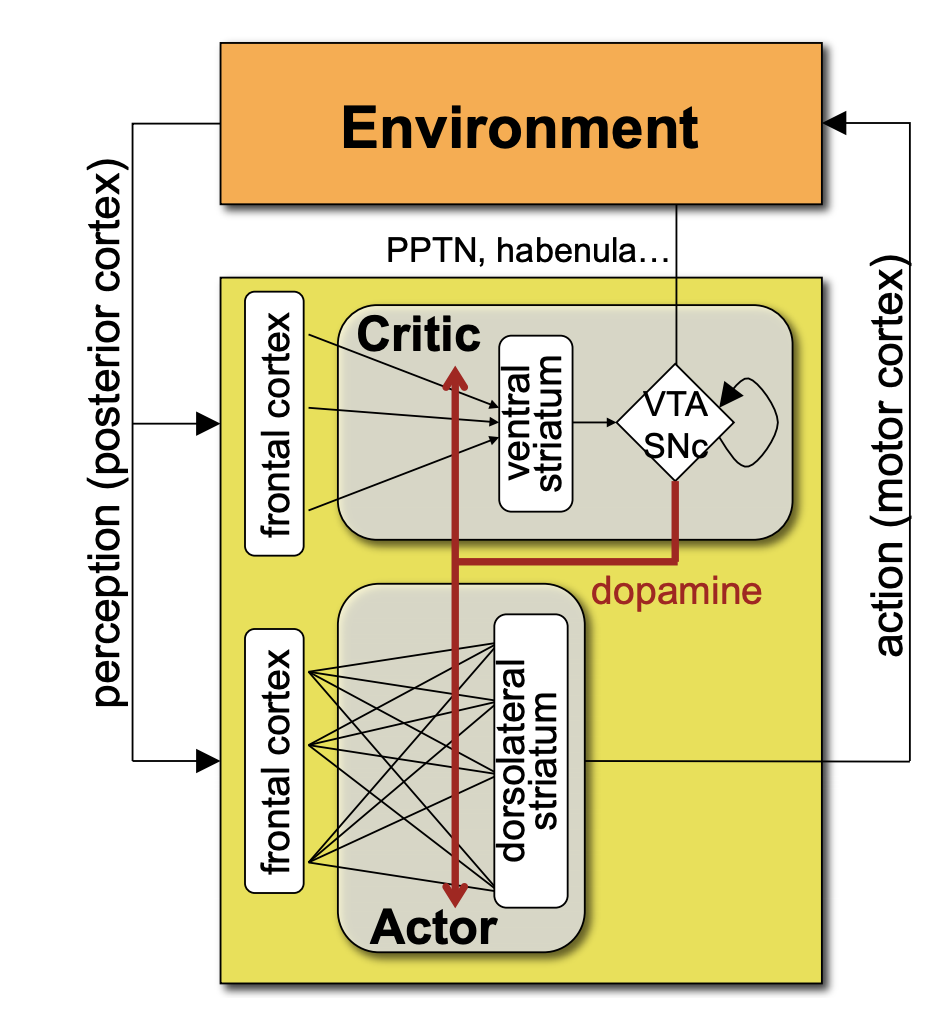 Environment
perception (posterior cortex)
PPTN, habenula…
action (motor cortex)
frontal cortex
Critic
ventral
striatum
VTA
SNc
dopamine
frontal cortex
dorsolateral
striatum
Actor